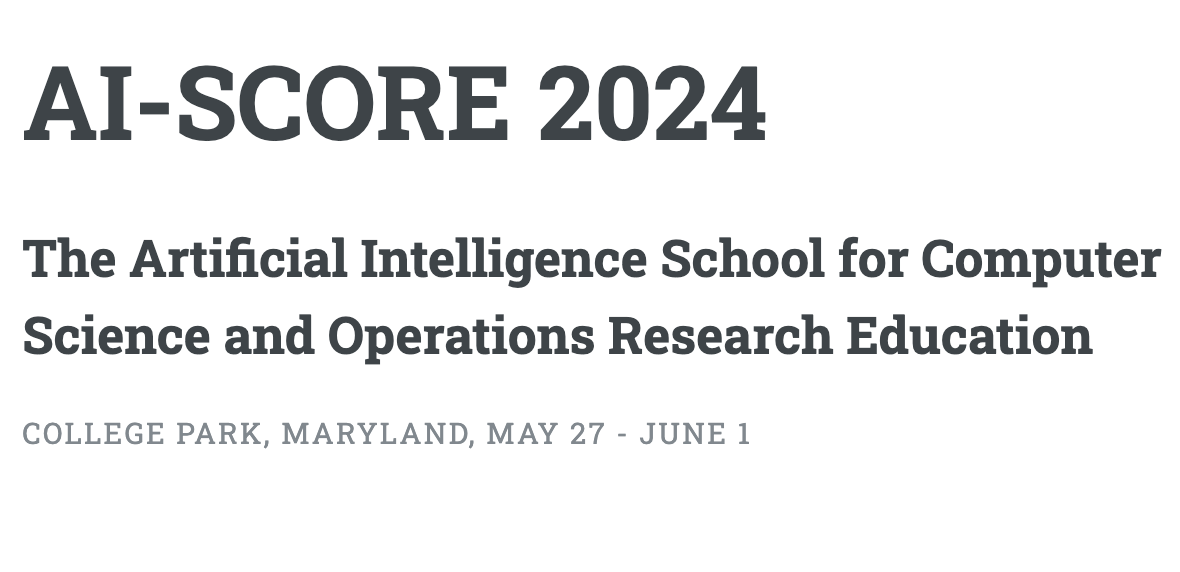 AI-SCORE 2024
The Artificial Intelligence School for Computer
Science and Operations Research Education
COLLEGE PARK, MARYLAND, MAY 27 - JUNE 1